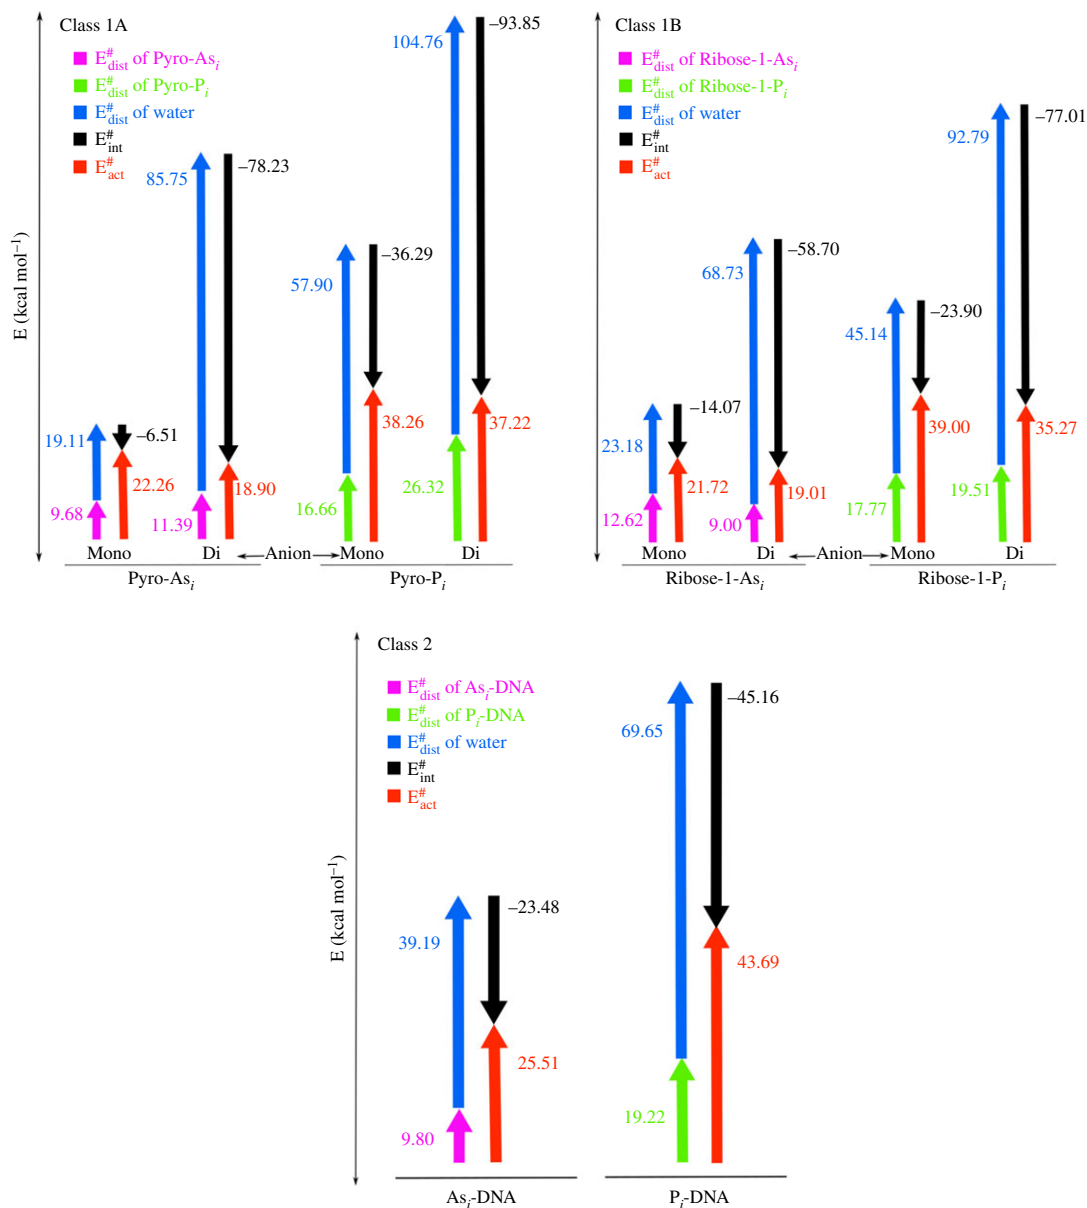 Class 1A
E#dist of Pyro-Asi
E#dist of Pyro-Pi
E#dist of water
E#int
E#act
E (kcal mol–1)
19.11
9.68
–6.51
22.26
85.75
11.39
–78.23
18.90
57.90
16.66
–36.29
38.26
104.76
26.32
–93.85
37.22
Mono
Di
Anion
Mono
Di
Pyro-Asi
Pyro-Pi
Class 1B
E#dist of Ribose-1-Asi
E#dist of Ribose-1-Pi
E#dist of water
E#int
E#act
E (kcal mol–1)
23.18
12.62
–14.07
21.72
68.73
9.00
–58.70
19.01
45.14
17.77
–23.90
39.00
92.79
19.51
–77.01
35.27
Mono
Di
Anion
Mono
Di
Ribose-1-Asi
Ribose-1-Pi
Class 2
E#dist of Asi-DNA
E#dist of Pi-DNA
E#dist of water
E#int
E#act
E (kcal mol–1)
39.19
9.80
–23.48
25.51
69.65
19.22
–45.16
43.69
Asi-DNA
Pi-DNA